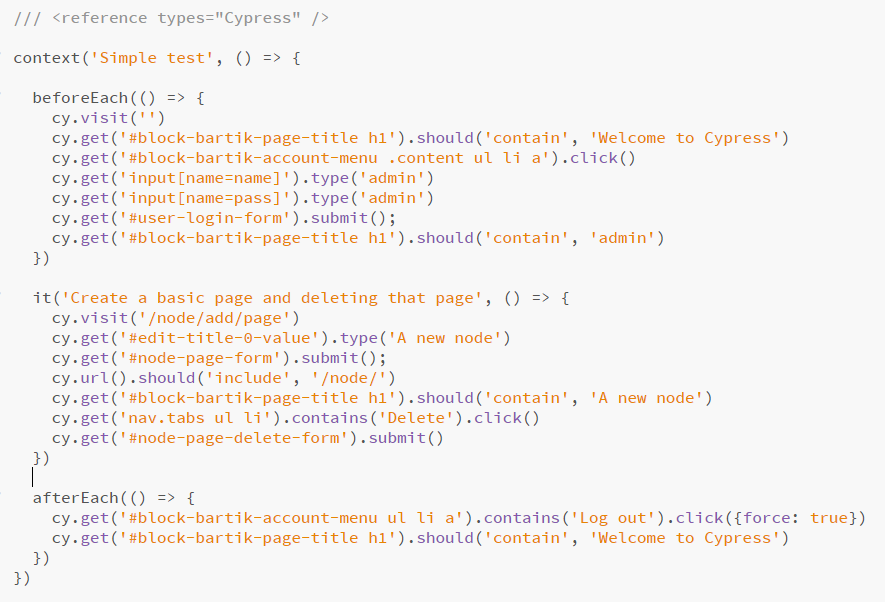 /// <reference types="Cypress" />

context('Simple test', () => {

  beforeEach(() => {
    cy.visit('')
    cy.get('#block-bartik-page-title h1').should('contain', 'Welcome to Cypress')
    cy.get('#block-bartik-account-menu .content ul li a').click()
    cy.get('input[name=name]').type('admin')
    cy.get('input[name=pass]').type('admin')
    cy.get('#user-login-form').submit();
    cy.get('#block-bartik-page-title h1').should('contain', 'admin')
  })

  it('Create a basic page and deleting that page', () => {
    cy.visit('/node/add/page')
    cy.get('#edit-title-0-value').type('A new node')
    cy.get('#node-page-form').submit();
    cy.url().should('include', '/node/')
    cy.get('#block-bartik-page-title h1').should('contain', 'A new node')
    cy.get('nav.tabs ul li').contains('Delete').click()
    cy.get('#node-page-delete-form').submit()
  })

  afterEach(() => {
    cy.get('#block-bartik-account-menu ul li a').contains('Log out').click({force: true})
    cy.get('#block-bartik-page-title h1').should('contain', 'Welcome to Cypress')
  })
})